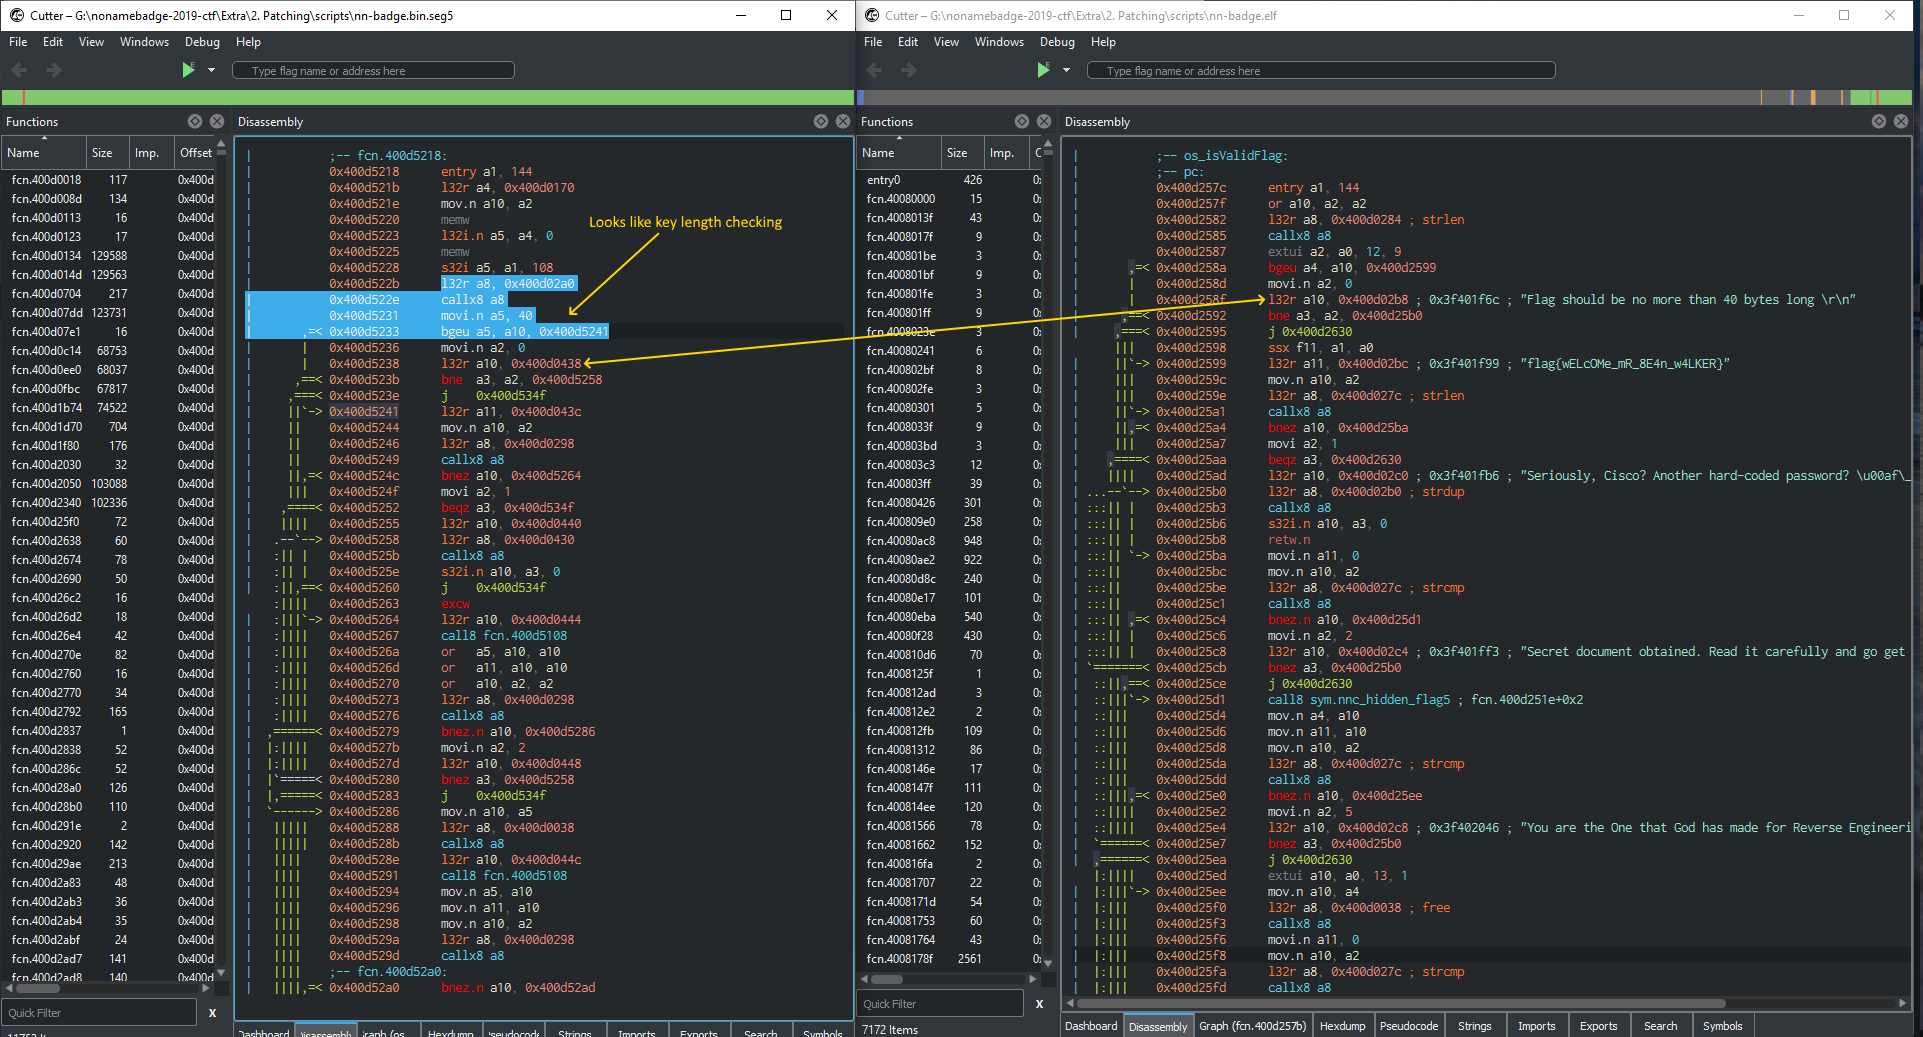 Cutter – G:\nonamebadge-2019-ctf\Extra\2. Patching\scripts\nn-badge.bin.seg5
File Edit View Windows Debug Help
Type flag name or address here
Functions
Name Size Imp. Offset
fcn.400d0018 117 0x400d
fcn.400d008d 134 0x400d
fcn.400d0113 16 0x400d
fcn.400d0123 17 0x400d
fcn.400d0134 129588 0x400d
fcn.400d014d 129563 0x400d
fcn.400d0704 217 0x400d
fcn.400d07dd 123731 0x400d
fcn.400d07e1 16 0x400d
fcn.400d0c14 68753 0x400d
fcn.400d0ee0 68037 0x400d
fcn.400d0fbc 67817 0x400d
fcn.400d1b74 74522 0x400d
fcn.400d1d70 704 0x400d
fcn.400d1f80 176 0x400d
fcn.400d2030 32 0x400d
fcn.400d2050 103088 0x400d
fcn.400d2340 102336 0x400d
fcn.400d25f0 72 0x400d
fcn.400d2638 60 0x400d
fcn.400d2674 78 0x400d
fcn.400d2690 50 0x400d
fcn.400d26c2 16 0x400d
fcn.400d26d2 18 0x400d
fcn.400d26e4 42 0x400d
fcn.400d270e 82 0x400d
fcn.400d2760 16 0x400d
fcn.400d2770 34 0x400d
fcn.400d2792 165 0x400d
fcn.400d2837 1 0x400d
fcn.400d2838 52 0x400d
fcn.400d286c 52 0x400d
fcn.400d28a0 126 0x400d
fcn.400d28b0 110 0x400d
fcn.400d291e 2 0x400d
fcn.400d2920 142 0x400d
fcn.400d29ae 213 0x400d
fcn.400d2a83 48 0x400d
fcn.400d2ab3 36 0x400d
fcn.400d2ab4 35 0x400d
fcn.400d2abf 24 0x400d
fcn.400d2ad7 141 0x400d
fcn.400d2ad8 140 0x400d
Quick Filter x
Disassembly
;-- fcn.400d5218:
0x400d5218 entry a1, 144
0x400d521b l32r a4, 0x400d0170
0x400d521e mov.n a10, a2
0x400d5220 memw
0x400d5223 l32i.n a5, a4, 0
0x400d5225 memw
0x400d5228 s32i a5, a1, 108
0x400d522b l32r a8, 0x400d02a0
0x400d522e callx8 a8
0x400d5231 movi.n a5, 40
,=< 0x400d5233 bgeu a5, a10, 0x400d5241
0x400d5236 movi.n a2, 0
0x400d5238 l32r a10, 0x400d0438
,==< 0x400d523b bne a3, a2, 0x400d5258
,===< 0x400d523e j 0x400d534f
||`-> 0x400d5241 l32r a11, 0x400d043c
0x400d5244 mov.n a10, a2
0x400d5246 l32r a8, 0x400d0298
0x400d5249 callx8 a8
||,=< 0x400d524c bnez a10, 0x400d5264
0x400d524f movi a2, 1
,====< 0x400d5252 beqz a3, 0x400d534f
0x400d5255 l32r a10, 0x400d0440
.--`--> 0x400d5258 l32r a8, 0x400d0430
0x400d525b callx8 a8
0x400d525e s32i.n a10, a3, 0
:||,==< 0x400d5260 j 0x400d534f
0x400d5263 excw
:||||`-> 0x400d5264 l32r a10, 0x400d0444
0x400d5267 call8 fcn.400d5108
0x400d526a or a5, a10, a10
0x400d526d or a11, a10, a10
0x400d5270 or a10, a2, a2
0x400d5273 l32r a8, 0x400d0298
0x400d5276 callx8 a8
,======< 0x400d5279 bnez.n a10, 0x400d5286
0x400d527b movi.n a2, 2
0x400d527d l32r a10, 0x400d0448
|`=====< 0x400d5280 bnez a3, 0x400d5258
|,=====< 0x400d5283 j 0x400d534f
`------> 0x400d5286 mov.n a10, a5
0x400d5288 l32r a8, 0x400d0038
0x400d528b callx8 a8
0x400d528e l32r a10, 0x400d044c
0x400d5291 call8 fcn.400d5108
0x400d5294 mov.n a5, a10
0x400d5296 mov.n a11, a10
0x400d5298 mov.n a10, a2
0x400d529a l32r a8, 0x400d0298
0x400d529d callx8 a8
;-- fcn.400d52a0:
||||,=< 0x400d52a0 bnez.n a10, 0x400d52ad
Looks like key length checking
Cutter – G:\nonamebadge-2019-ctf\Extra\2. Patching\scripts\nn-badge.elf
File Edit View Windows Debug Help
Type flag name or address here
Functions
Name Size Imp.
entry0 426
fcn.40080000 15
fcn.4008013f 43
fcn.4008017f 9
fcn.400801be 3
fcn.400801bf 9
fcn.400801fe 3
fcn.400801ff 9
fcn.4008023e 3
fcn.40080241 6
fcn.400802bf 8
fcn.400802fe 3
fcn.40080301 5
fcn.4008033f 9
fcn.400803bd 3
fcn.400803c3 12
fcn.400803ff 39
fcn.40080426 301
fcn.400809e0 258
fcn.40080ac8 948
fcn.40080ae2 922
fcn.40080d8c 240
fcn.40080e17 101
fcn.40080eba 540
fcn.40080f28 430
fcn.400810d6 70
fcn.4008125f 1
fcn.400812ad 3
fcn.400812e2 2
fcn.400812fb 109
fcn.40081312 86
fcn.4008146e 17
fcn.4008147f 111
fcn.400814ee 120
fcn.40081566 78
fcn.40081662 152
fcn.400816fa 2
fcn.40081707 22
fcn.4008171d 54
fcn.40081753 60
fcn.40081764 43
fcn.4008178f 2561
Quick Filter x
7172 Items
Disassembly
;-- os_isValidFlag:
;-- pc:
0x400d257c entry a1, 144
0x400d257f or a10, a2, a2
0x400d2582 l32r a8, 0x400d0284 ; strlen
0x400d2585 callx8 a8
0x400d2587 extui a2, a0, 12, 9
,=< 0x400d258a bgeu a4, a10, 0x400d2599
0x400d258d movi.n a2, 0
0x400d258f l32r a10, 0x400d02b8 ; 0x3f401f6c ; "Flag should be no more than 40 bytes long \r\n"
,==< 0x400d2592 bne a3, a2, 0x400d25b0
,===< 0x400d2595 j 0x400d2630
0x400d2598 ssx f11, a1, a0
||`-> 0x400d2599 l32r a11, 0x400d02bc ; 0x3f401f99 ; "flag{wELcOMe_mR_8E4n_w4LKER}"
0x400d259c mov.n a10, a2
0x400d259e l32r a8, 0x400d027c ; strlen
||`-> 0x400d25a1 callx8 a8
||,=< 0x400d25a4 bnez a10, 0x400d25ba
0x400d25a7 movi a2, 1
,====< 0x400d25aa beqz a3, 0x400d2630
0x400d25ad l32r a10, 0x400d02c0 ; 0x3f401fb6 ; "Seriously, Cisco? Another hard-coded password? \u00af\_
...--`--> 0x400d25b0 l32r a8, 0x400d02b0 ; strdup
0x400d25b3 callx8 a8
0x400d25b6 s32i.n a10, a3, 0
0x400d25b8 retw.n
:::|| `-> 0x400d25ba movi.n a11, 0
0x400d25bc mov.n a10, a2
0x400d25be l32r a8, 0x400d027c ; strcmp
0x400d25c1 callx8 a8
:::|| ,=< 0x400d25c4 bnez.n a10, 0x400d25d1
0x400d25c6 movi.n a2, 2
0x400d25c8 l32r a10, 0x400d02c4 ; 0x3f401ff3 ; "Secret document obtained. Read it carefully and go get
`=======< 0x400d25cb bnez a3, 0x400d25b0
::||,==< 0x400d25ce j 0x400d2630
::|||`-> 0x400d25d1 call8 sym.nnc_hidden_flag5 ; fcn.400d251e+0x2
0x400d25d4 mov.n a4, a10
0x400d25d6 mov.n a11, a10
0x400d25d8 mov.n a10, a2
0x400d25da l32r a8, 0x400d027c ; strcmp
0x400d25dd callx8 a8
::|||,=< 0x400d25e0 bnez.n a10, 0x400d25ee
0x400d25e2 movi.n a2, 5
0x400d25e4 l32r a10, 0x400d02c8 ; 0x3f402046 ; "You are the One that God has made for Reverse Engineeri
`======< 0x400d25e7 bnez a3, 0x400d25b0
,======< 0x400d25ea j 0x400d2630
0x400d25ed extui a10, a0, 13, 1
|:|||`-> 0x400d25ee mov.n a10, a4
0x400d25f0 l32r a8, 0x400d0038 ; free
0x400d25f3 callx8 a8
0x400d25f6 movi.n a11, 0
0x400d25f8 mov.n a10, a2
0x400d25fa l32r a8, 0x400d027c ; strcmp
0x400d25fd callx8 a8
Dashboard Disassembly Graph (fcn.400d257b) Hexdump Pseudocode Strings Imports Exports Search Symbols